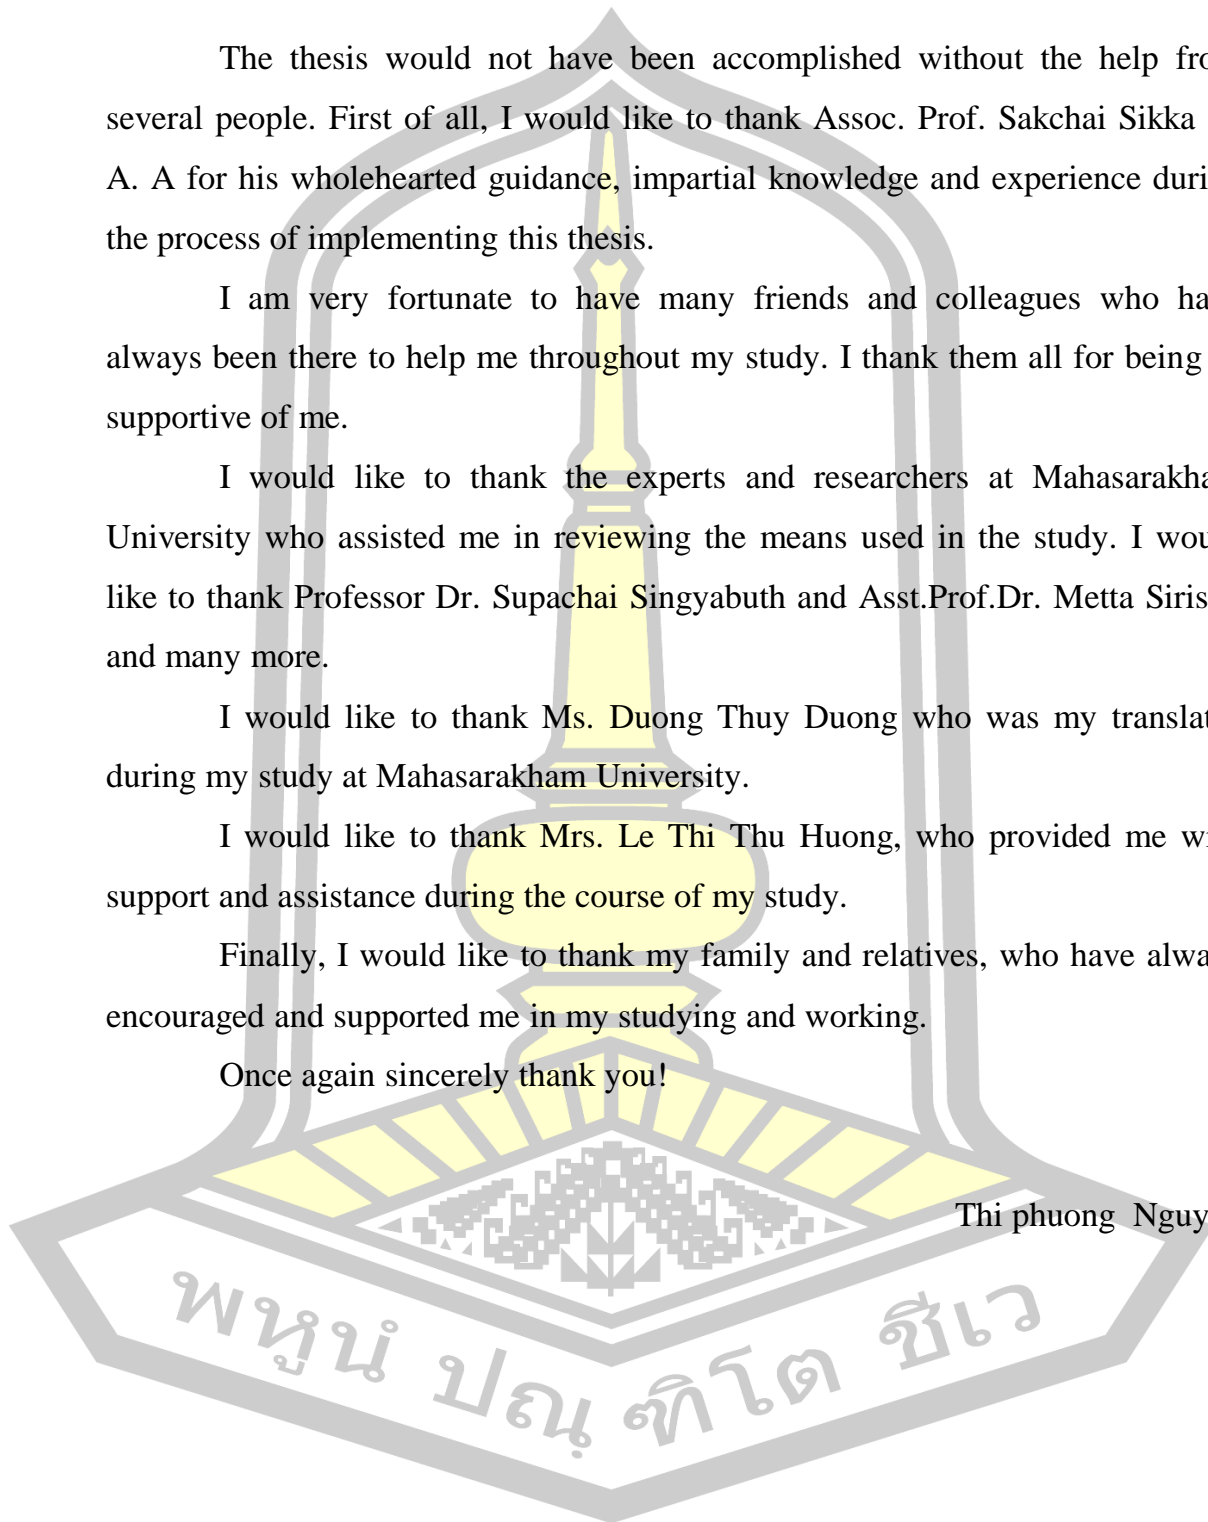 The thesis would not have been accomplished without the help fro
several people. First of all, I would like to thank Assoc. Prof. Sakchai Sikka
A. A for his wholehearted guidance, impartial knowledge and experience duri
the process of implementing this thesis.
I am very fortunate to have many friends and colleagues who ha
always been there to help me throughout my study. I thank them all for being
supportive of me.
I would like to thank the experts and researchers at Mahasarakha
University who assisted me in reviewing the means used in the study. I wou
like to thank Professor Dr. Supachai Singyabuth and Asst.Prof.Dr. Metta Siris
and many more.
I would like to thank Ms. Duong Thuy Duong who was my translat
during my study at Mahasarakham University.
I would like to thank Mrs. Le Thi Thu Huong, who provided me wi
support and assistance during the course of my study.
Finally, I would like to thank my family and relatives, who have alwa
encouraged and supported me in my studying and working.
Once again sincerely thank you!
Thi phuong Nguy
พหูนํ ปณฺฑิโต ชีเว